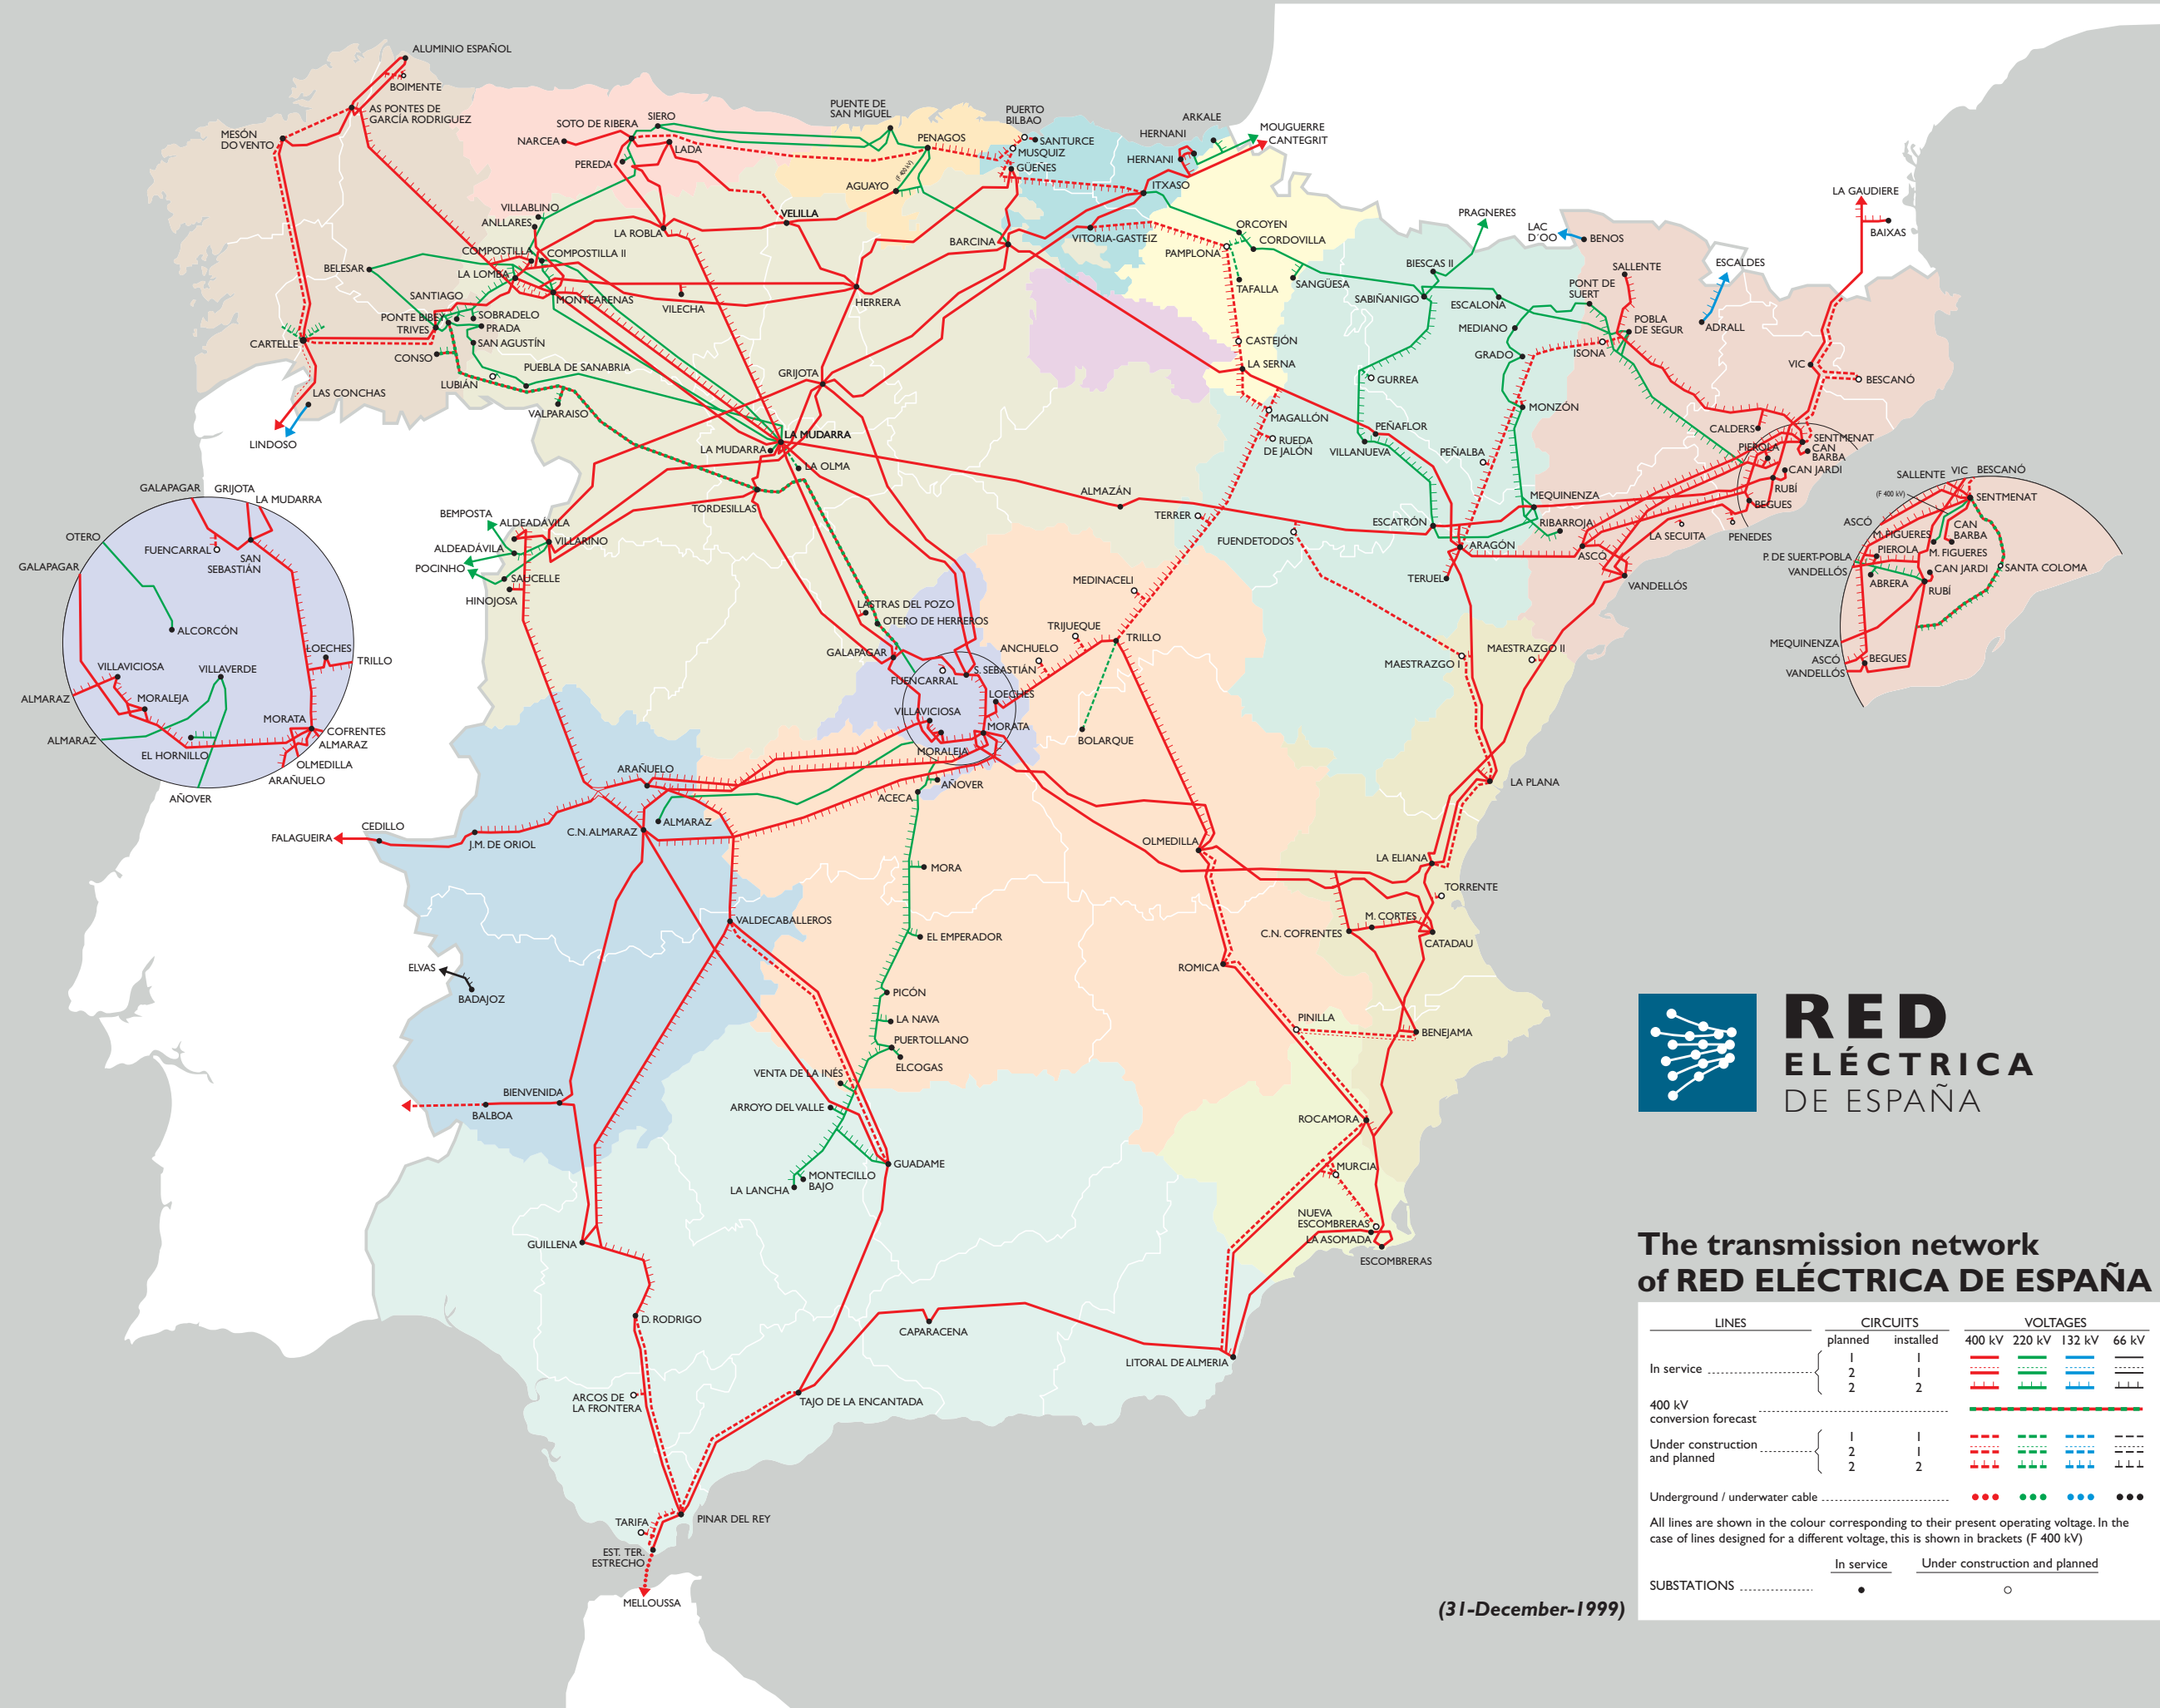 ALUMINIO ESPAÑOL
BOIMENTE
AS PONTES DE
GARCÍA RODRIGUEZ
MESÓN
DO VENTO
NARCEA
SOTO DE RIBERA
SIERO
LADA
PEREDA
PUENTE DE
SAN MIGUEL
PENAGOS
(F 400 kV)
AGUAYO
PUERTO
BILBAO
SANTURCE
MUSQUIZ
GÜEÑES
ARKALE
HERNANI
HERNANI
MOUGUERRE
CANTEGRIT
ITXASO
VILLABLINO
ANLLARES
LA ROBLA
VELILLA
COMPOSTILLA
COMPOSTILLA II
LA LOMBA
BELESAR
MONTEARENAS
VILECHA
HERRERA
BARCINA
VITORIA-GASTEIZ
ORCOYEN
CORDOVILLA
PAMPLONA
TAFALLA
SANGÜESA
SANTIAGO
PONTE BIBEY
TRIVES
SOBRADELO
PRADA
SAN AGUSTÍN
CONSO
CARTELLE
LUBIÁN
PUEBLA DE SANABRIA
VALPARAISO
LAS CONCHAS
LINDOSO
GRIJOTA
LA MUDARRA
LA MUDARRA
LA OLMA
TORDESILLAS
CASTEJÓN
LA SERNA
MAGALLÓN
RUEDA
DE JALÓN
PRAGNERES
LAC
D´OO
BENOS
BIESCAS II
SABIÑANIGO
ESCALONA
MEDIANO
GRADO
GURREA
PEÑAFLOR
VILLANUEVA
MONZÓN
PEÑALBA
PONT DE
SUERT
SALLENTE
POBLA
DE SEGUR
ISONA
ESCALDES
ADRALL
LA GAUDIERE
BAIXAS
VIC
BESCANÓ
CALDERS
PIEROLA
SENTMENAT
CAN
BARBA
CAN JARDI
RUBÍ
BEGUES
PENEDES
LA SECUITA
MEQUINENZA
RIBARROJA
ESCATRÓN
ARAGÓN
ASCÓ
VANDELLÓS
TERUEL
ALMAZÁN
TERRER
FUENDETODOS
MEDINACELI
TRIJUEQUE
TRILLO
ANCHUELO
BOLARQUE
MAESTRAZGO I
MAESTRAZGO II
LA PLANA
BEMPOSTA
ALDEADÁVILA
ALDEADÁVILA
POCINHO
VILLARINO
SAUCELLE
HINOJOSA
LASTRAS DEL POZO
OTERO DE HERREROS
GALAPAGAR
FUENCARRAL
S. SEBASTIÁN
LOECHES
VILLAVICIOSA
MORATA
MORALEJA
AÑOVER
ACECA
ARAÑUELO
ALMARAZ
C.N. ALMARAZ
J.M. DE ORIOL
CEDILLO
FALAGUEIRA
MORA
EL EMPERADOR
PICÓN
LA NAVA
PUERTOLLANO
ELCOGAS
VENTA DE LA INÉS
ARROYO DEL VALLE
MONTECILLO
BAJO
LA LANCHA
GUADAME
VALDECABALLEROS
ELVAS
BADAJOZ
BIENVENIDA
BALBOA
GUILLENA
D. RODRIGO
ARCOS DE
LA FRONTERA
TARIFA
PINAR DEL REY
EST. TER.
ESTRECHO
MELLOUSSA
TAJO DE LA ENCANTADA
CAPARACENA
LITORAL DE ALMERIA
OLMEDILLA
ROMICA
PINILLA
BENEJAMA
ROCAMORA
MURCIA
NUEVA
ESCOMBRERAS
LA ASOMADA
ESCOMBRERAS
LA ELIANA
TORRENTE
M. CORTES
C.N. COFRENTES
CATADAU
GALAPAGAR
GRIJOTA
LA MUDARRA
OTERO
FUENCARRAL
SAN
SEBASTIÁN
GALAPAGAR
ALCORCÓN
LOECHES
TRILLO
VILLAVICIOSA
VILLAVERDE
ALMARAZ
MORALEJA
MORATA
COFRENTES
ALMARAZ
ALMARAZ
EL HORNILLO
OLMEDILLA
ARAÑUELO
AÑOVER
SALLENTE
VIC
BESCANÓ
(F 400 kV)
SENTMENAT
ASCÓ
M. FIGUERES
CAN
BARBA
PIEROLA
M. FIGUERES
P. DE SUERT-POBLA
VANDELLÓS
CAN JARDI
SANTA COLOMA
ABRERA
RUBÍ
MEQUINENZA
ASCÓ
BEGUES
VANDELLÓS
RED
ELÉCTRICA
DE ESPAÑA
The transmission network
of RED ELÉCTRICA DE ESPAÑA
LINES CIRCUITS VOLTAGES
planned installed 400 kV 220 kV 132 kV 66 kV
1 1
In service 2 1
2 2
400 kV
conversion forecast
1 1
Under construction
and planned 2 1
2 2
Underground / underwater cable
All lines are shown in the colour corresponding to their present operating voltage. In the
case of lines designed for a different voltage, this is shown in brackets (F 400 kV)
In service Under construction and planned
SUBSTATIONS
(31-December-1999)